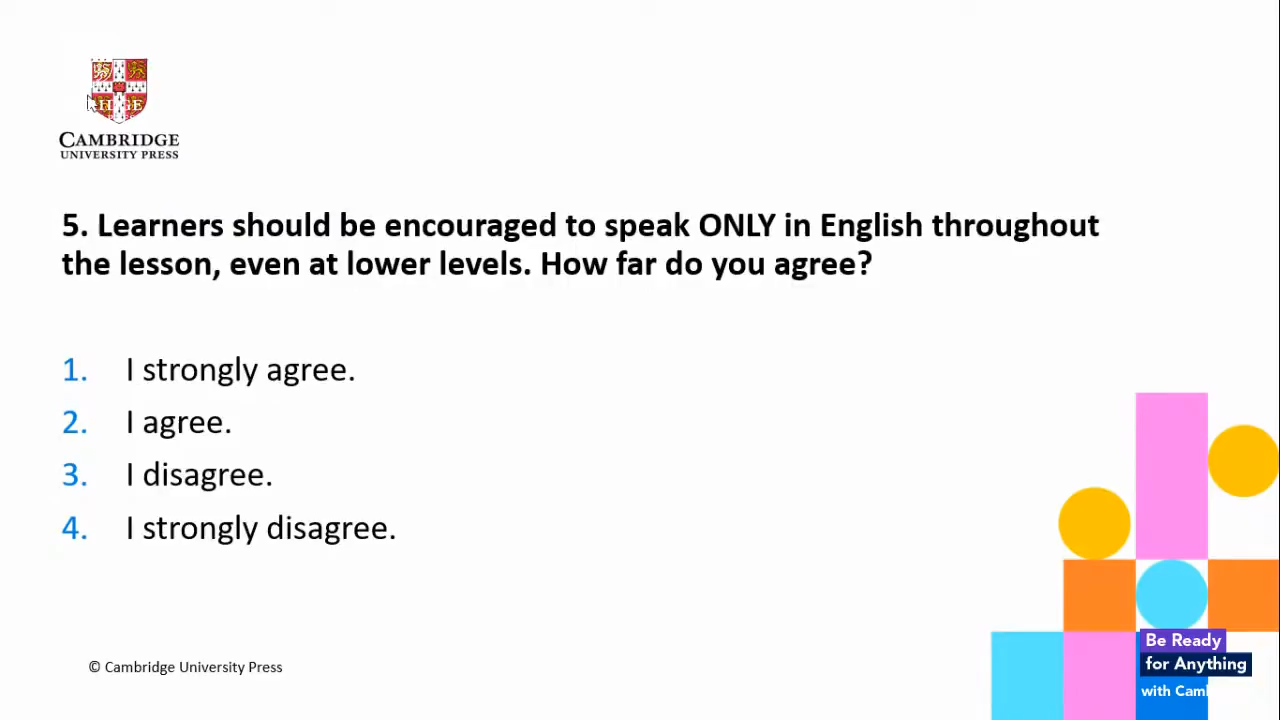 CAMBRIDGE
UNIVERSITY PRESS
5. Learners should be encouraged to speak ONLY in English throughout
the lesson, even at lower levels. How far do you agree?
1. I strongly agree.
2. I agree.
3. I disagree.
4. I strongly disagree.
© Cambridge University Press
Be Ready
for Anything
with